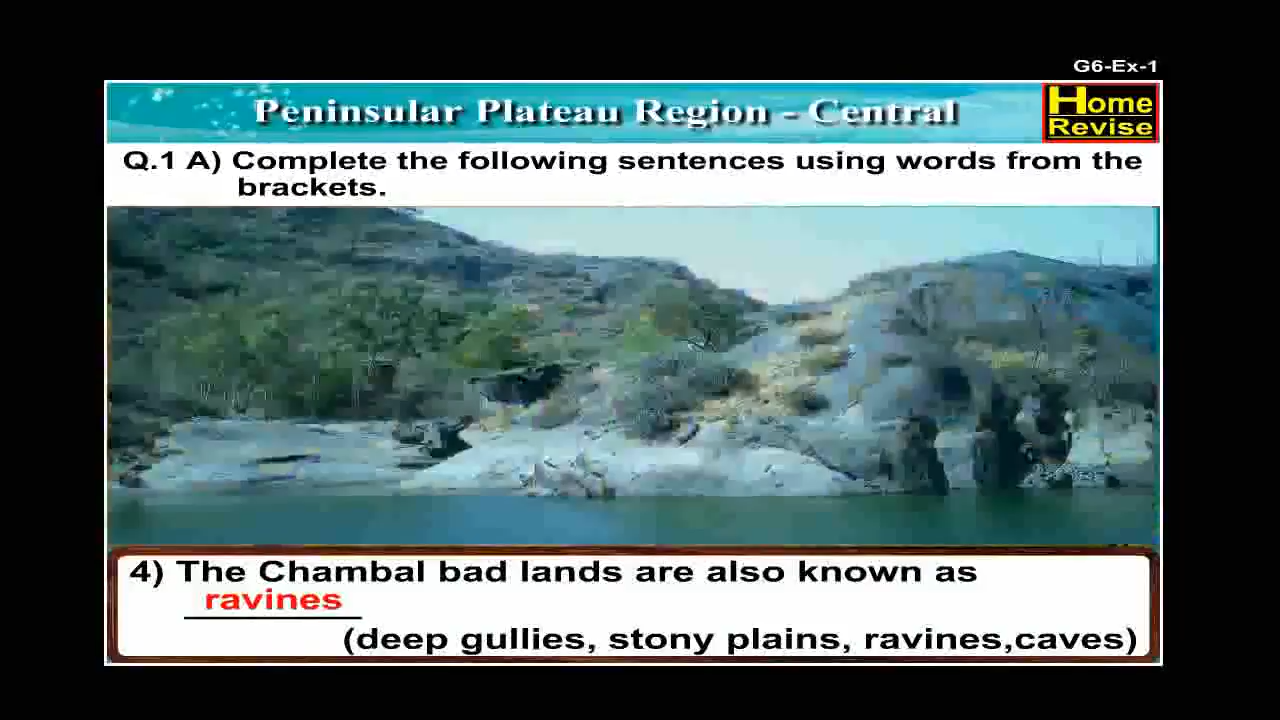 G6-Ex-1
Peninsular Plateau Region - Central
Home
Revise
Q.1 A) Complete the following sentences using words from the
brackets.
4) The Chambal bad lands are also known as
ravines
(deep gullies, stony plains, ravines,caves)